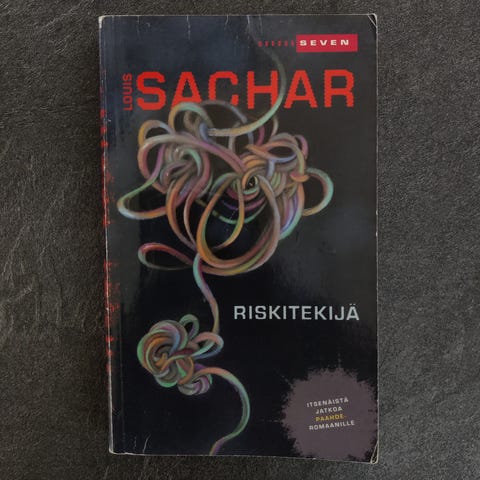 SEVEN
LOUIS
SACHAR
RISKITEKIJÄ
ITSENÄISTÄ
JATKOA
PAAHDE-
ROMAANILLE